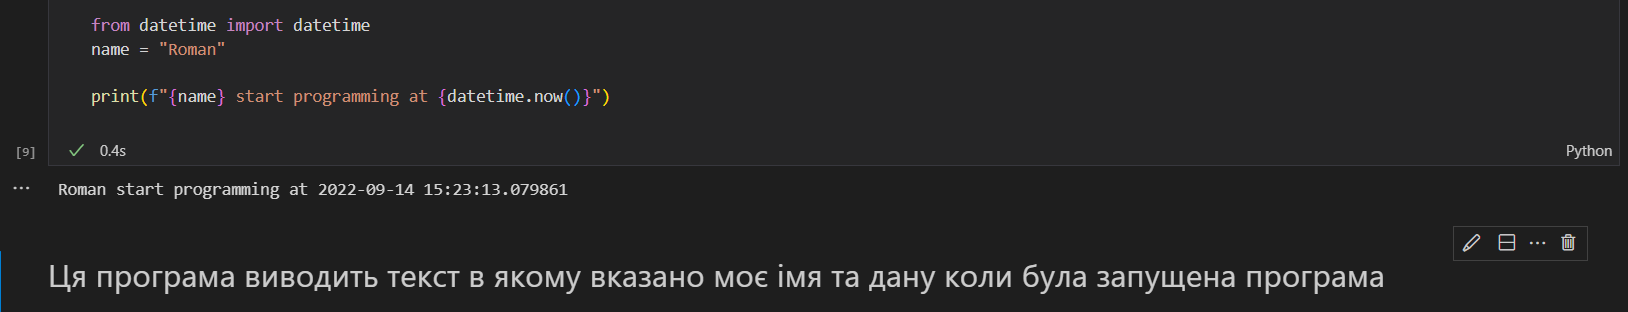 from datetime import datetime
name = "Roman"
print(f"{name} start programming at {datetime.now()}")
[9]
0.4s
Python
Roman start programming at 2022-09-14 15:23:13.079861
Ця програма виводить текст в якому вказано моє імя та дану коли була запущена програма